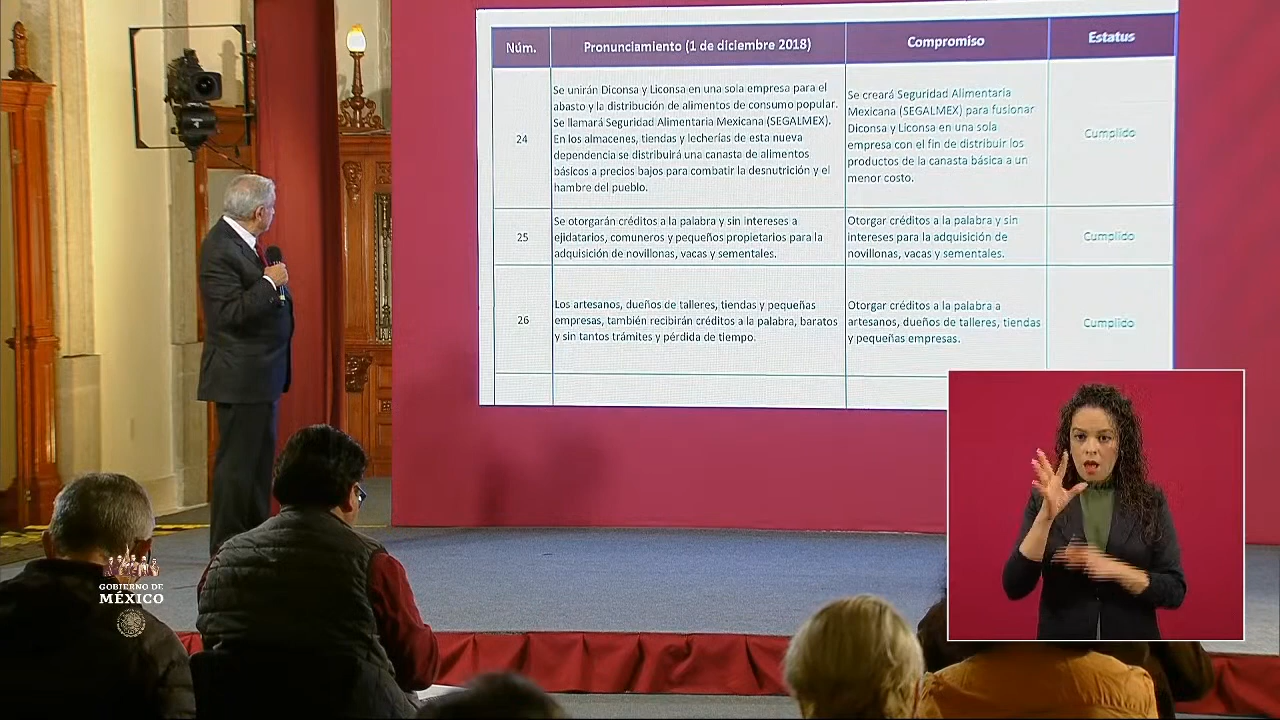 Núm.
Pronunciamiento (1 de diciembre 2018)
Compromiso
Estatus
24
Se unirán Diconsa y Liconsa en una sola empresa para el
abasto y la distribución de alimentos de consumo popular.
Se llamará Seguridad Alimentaria Mexicana (SEGALMEX).
En los almacenes, tiendas y lecherías de esta nueva
dependencia se distribuirá una canasta de alimentos
básicos a precios bajos para combatir la desnutrición y el
hambre del pueblo.
Se creará Seguridad Alimentaria
Mexicana (SEGALMEX) para fusionar
Diconsa y Liconsa en una sola
empresa con el fin de distribuir los
productos de la canasta básica a un
menor costo.
Cumplido
25
Se otorgarán créditos a la palabra y sin intereses a
ejidatarios, comuneros y pequeños propietarios para la
adquisición de novillonas, vacas y sementales.
Otorgar créditos a la palabra y sin
intereses para la adquisición de
novillonas, vacas y sementales.
Cumplido
26
Los artesanos, dueños de talleres, tiendas y pequeñas
empresas, también recibirán créditos a la palabra, baratos
y sin tantos trámites y pérdida de tiempo.
Otorgar créditos a la palabra a
artesanos, dueños de talleres, tiendas
y pequeñas empresas.
Cumplido
GOBIERNO DE
MÉXICO